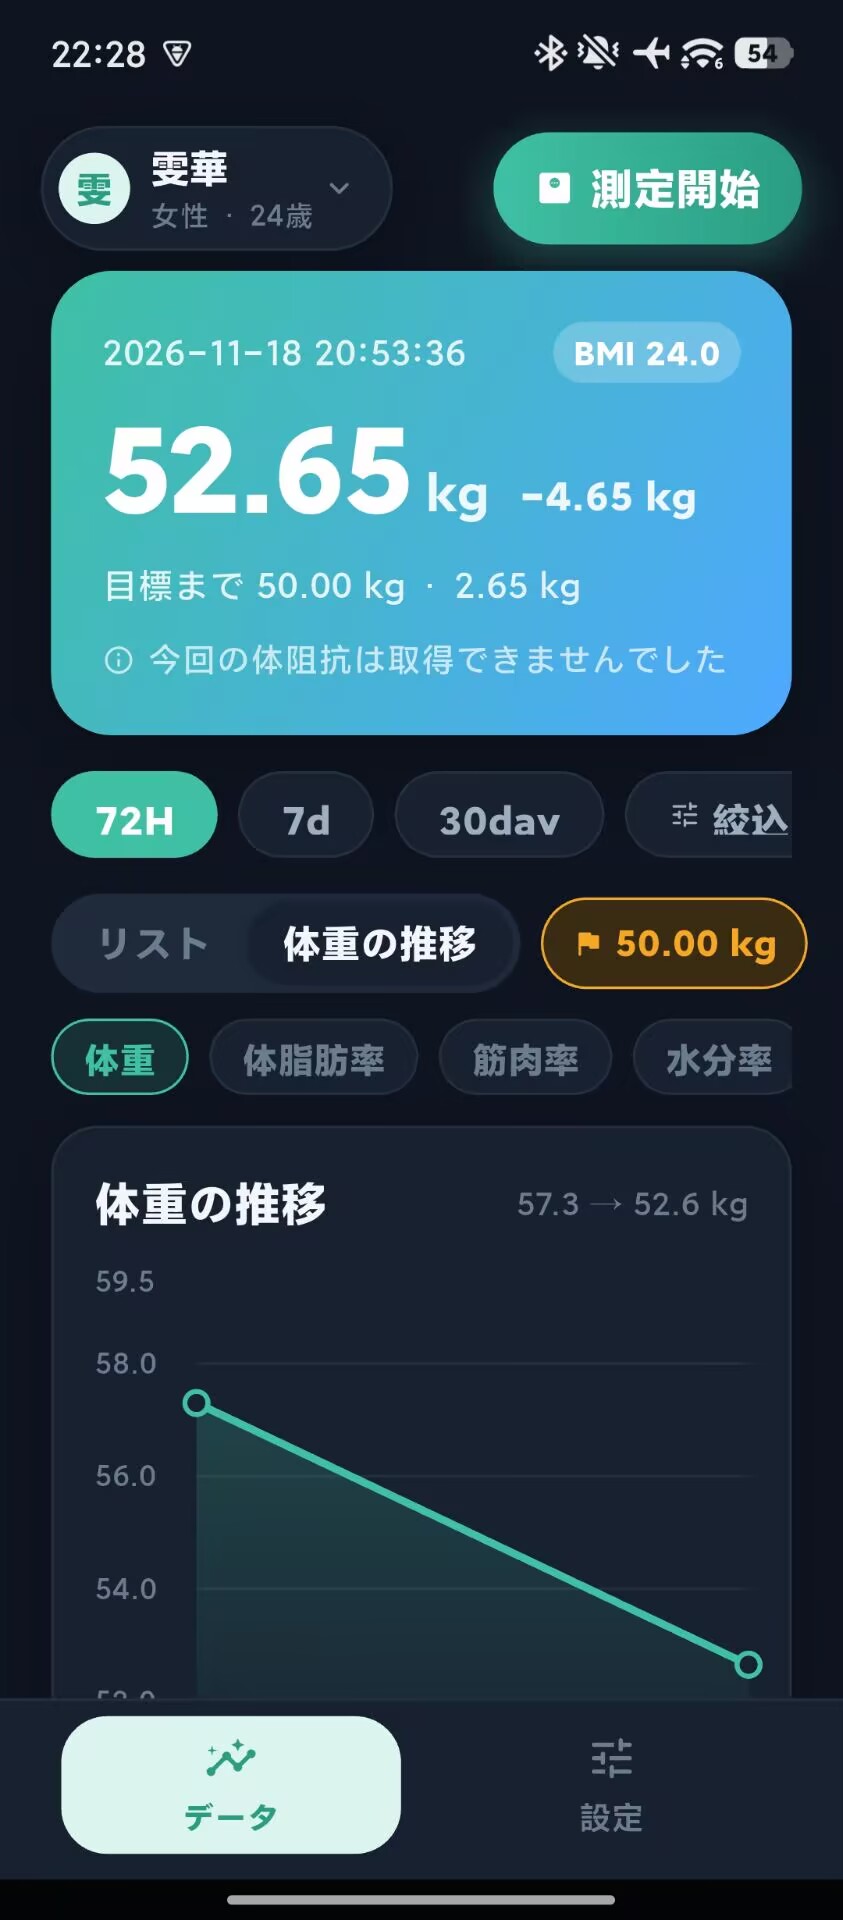 22:28
6
54
雯
雯華
女性 · 24歳
測定開始
2026-11-18 20:53:36
BMI 24.0
52.65 kg -4.65 kg
目標まで 50.00 kg · 2.65 kg
今回の体阻抗は取得できませんでした
72H
7d
30dav
絞込
リスト
体重の推移
50.00 kg
体重
体脂肪率
筋肉率
水分率
体重の推移
57.3 → 52.6 kg
59.5
58.0
56.0
54.0
データ
設定